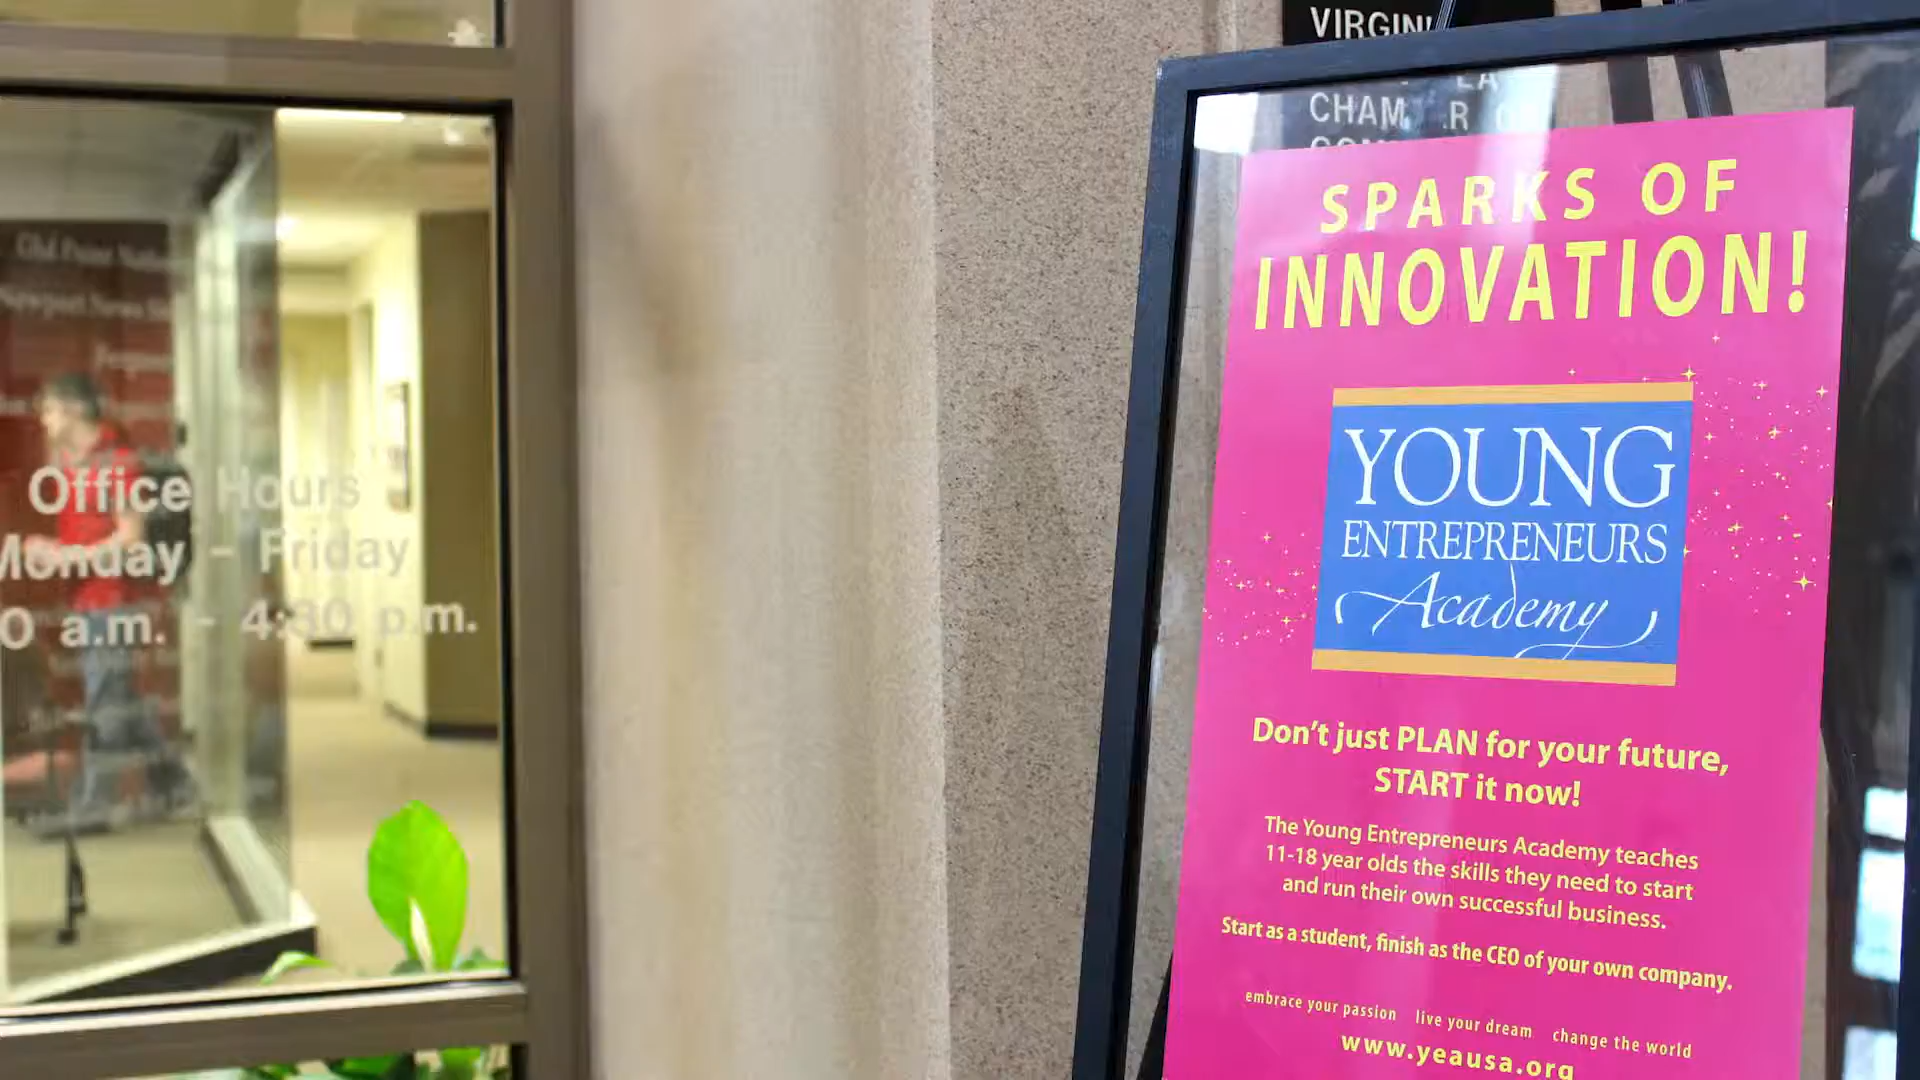 Office Hours
Monday - Friday
0 a.m. - 4:30 p.m.
VIRGINI
CHAM
SPARKS OF
INNOVATION!
YOUNG
ENTREPRENEURS
Academy
Don't just PLAN for your future,
START it now!
The Young Entrepreneurs Academy teaches
11-18 year olds the skills they need to start
and run their own successful business.
Start as a student, finish as the CEO of your own company.
embrace your passion live your dream change the world
www.yeausa.org